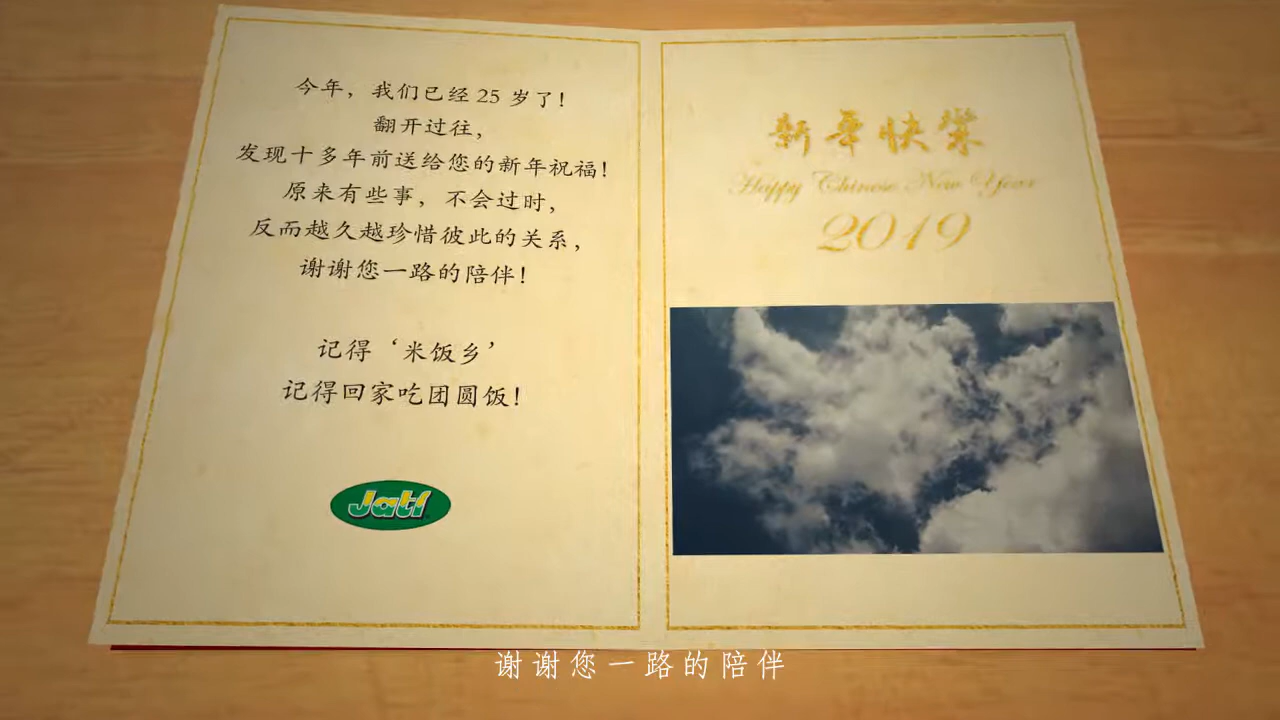 今年，我们已经 25 岁了！
翻开过往，
发现十多年前送给您的新年祝福！
原来有些事，不会过时，
反而越久越珍惜彼此的关系，
谢谢您一路的陪伴！
记得‘米饭乡’
记得回家吃团圆饭！
Jati
新年快樂
Happy Chinese New Year
2019
谢谢您一路的陪伴